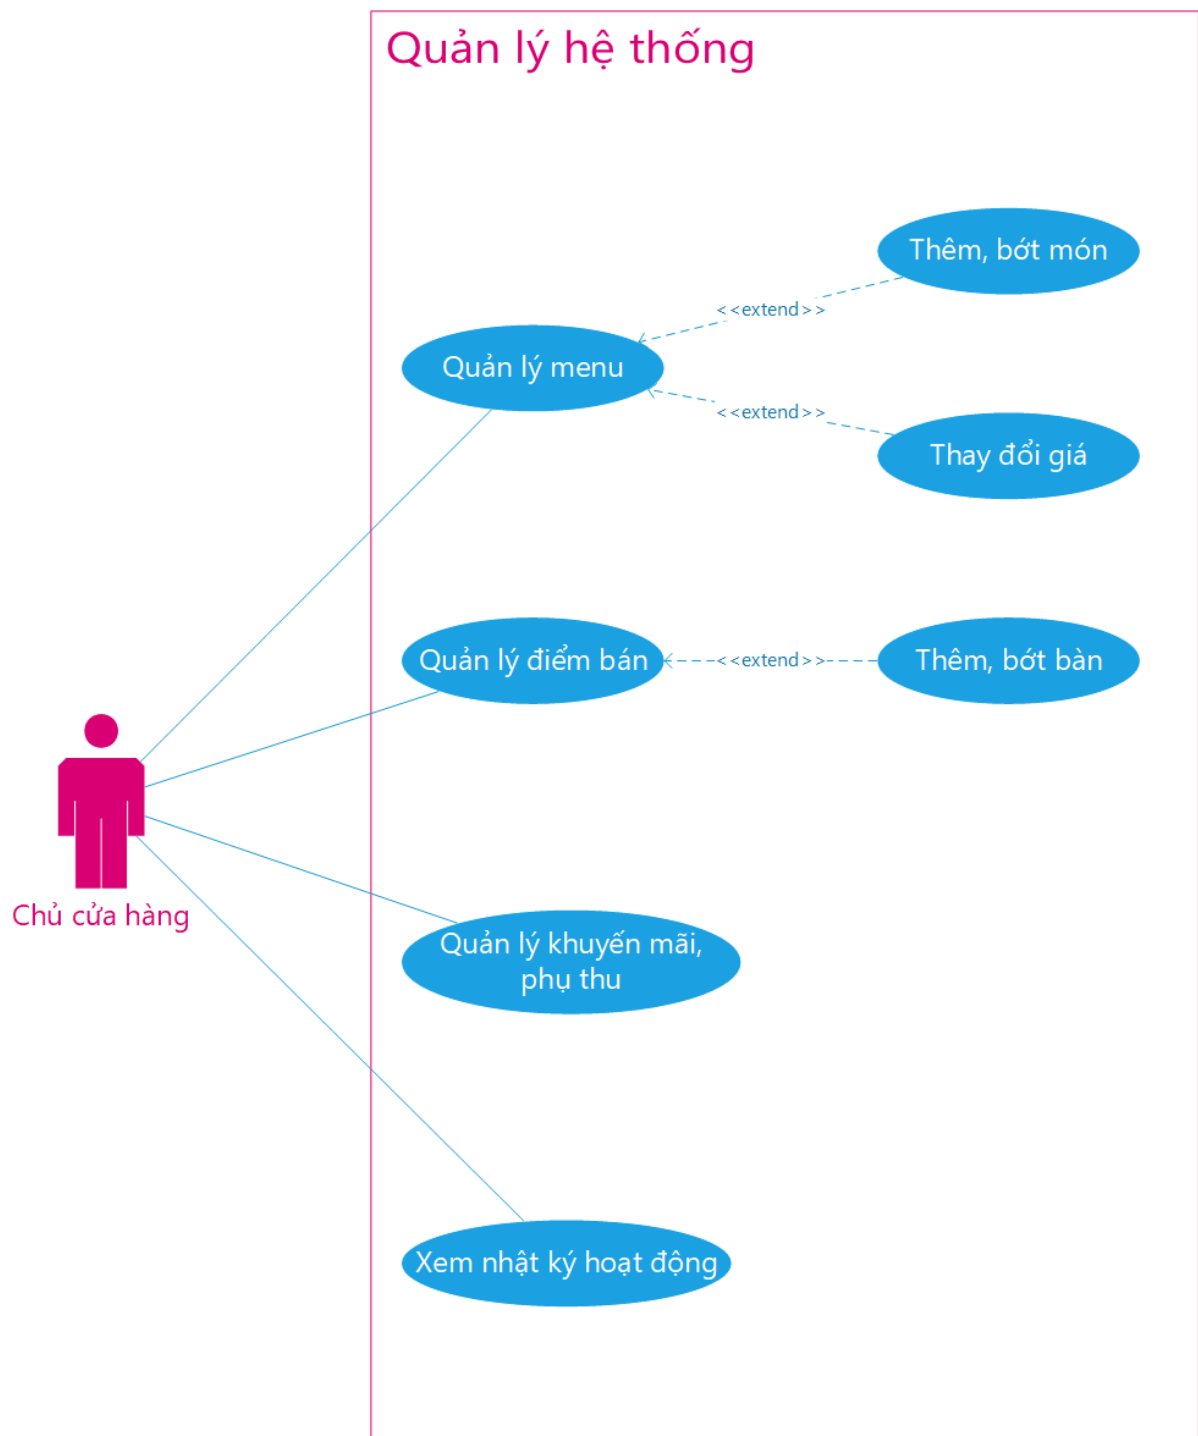 Quản lý hệ thống
Thêm, bớt món
<<extend>>
Quản lý menu
<<extend>>
Thay đổi giá
Quản lý điểm bán
<<extend>>
Thêm, bớt bàn
Chủ cửa hàng
Quản lý khuyến mãi,
phụ thu
Xem nhật ký hoạt động